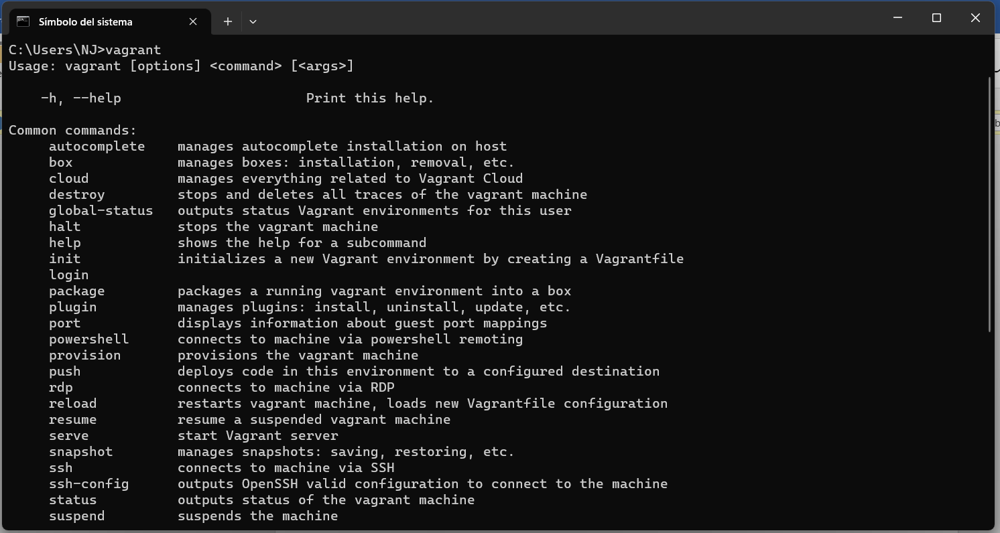 Símbolo del sistema
C:\Users\NJ>vagrant
Usage: vagrant [options] <command> [<args>]
-h, --help                       Print this help.
Common commands:
autocomplete    manages autocomplete installation on host
box             manages boxes: installation, removal, etc.
cloud           manages everything related to Vagrant Cloud
destroy         stops and deletes all traces of the vagrant machine
global-status   outputs status Vagrant environments for this user
halt            stops the vagrant machine
help            shows the help for a subcommand
init            initializes a new Vagrant environment by creating a Vagrantfile
login
package         packages a running vagrant environment into a box
plugin          manages plugins: install, uninstall, update, etc.
port            displays information about guest port mappings
powershell      connects to machine via powershell remoting
provision       provisions the vagrant machine
push            deploys code in this environment to a configured destination
rdp             connects to machine via RDP
reload          restarts vagrant machine, loads new Vagrantfile configuration
resume          resume a suspended vagrant machine
serve           start Vagrant server
snapshot        manages snapshots: saving, restoring, etc.
ssh             connects to machine via SSH
ssh-config      outputs OpenSSH valid configuration to connect to the machine
status          outputs status of the vagrant machine
suspend         suspends the machine